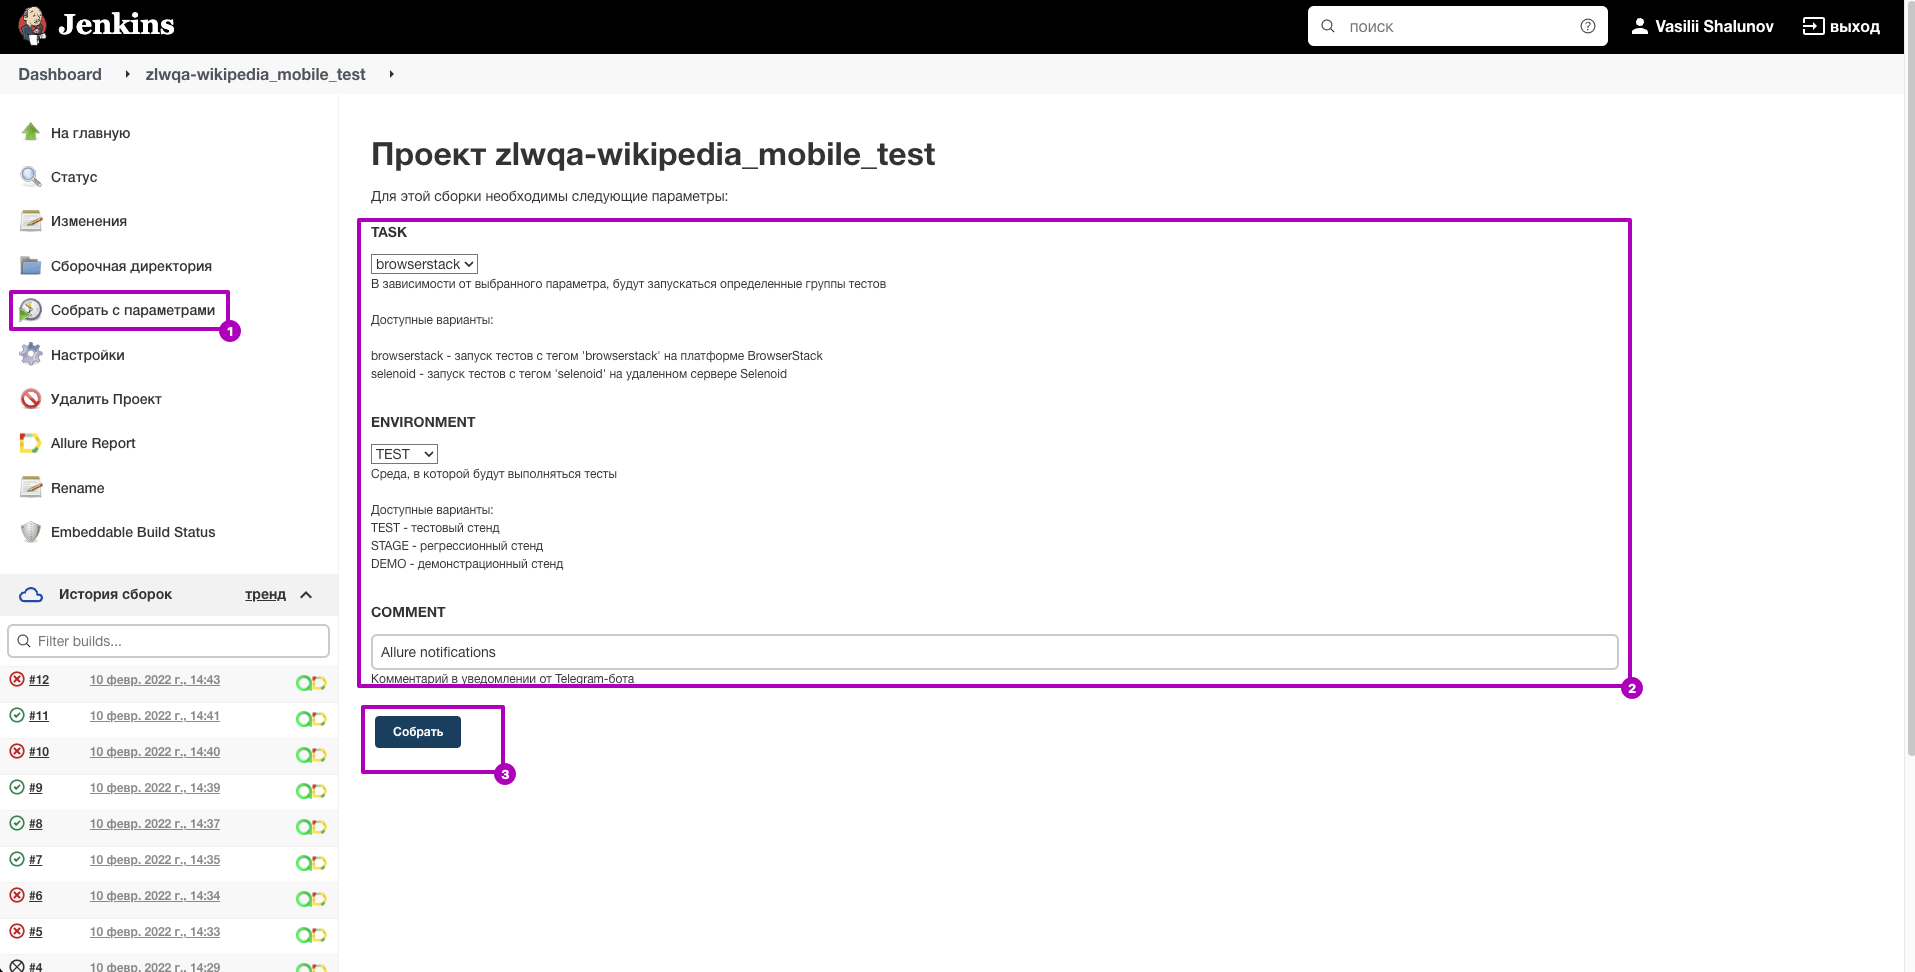 Jenkins
поиск
Vasilii Shalunov
выход
Dashboard
zlwqa-wikipedia_mobile_test
На главную
Статус
Изменения
Сборочная директория
Собрать с параметрами
1
Настройки
Удалить Проект
Allure Report
Rename
Embeddable Build Status
История сборок
тренд
Filter builds...
#12 10 февр. 2022 г., 14:43
#11 10 февр. 2022 г., 14:41
#10 10 февр. 2022 г., 14:40
#9 10 февр. 2022 г., 14:39
#8 10 февр. 2022 г., 14:37
#7 10 февр. 2022 г., 14:35
#6 10 февр. 2022 г., 14:34
#5 10 февр. 2022 г., 14:33
#4 10 февр. 2022 г., 14:29
Проект zlwqa-wikipedia_mobile_test
Для этой сборки необходимы следующие параметры:
TASK
browserstack
В зависимости от выбранного параметра, будут запускаться определенные группы тестов
Доступные варианты:
browserstack - запуск тестов с тегом 'browserstack' на платформе BrowserStack
selenoid - запуск тестов с тегом 'selenoid' на удаленном сервере Selenoid
ENVIRONMENT
TEST
Среда, в которой будут выполняться тесты
Доступные варианты:
TEST - тестовый стенд
STAGE - регрессионный стенд
DEMO - демонстрационный стенд
COMMENT
Allure notifications
Комментарий в уведомлении от Telegram-бота
2
Собрать
3